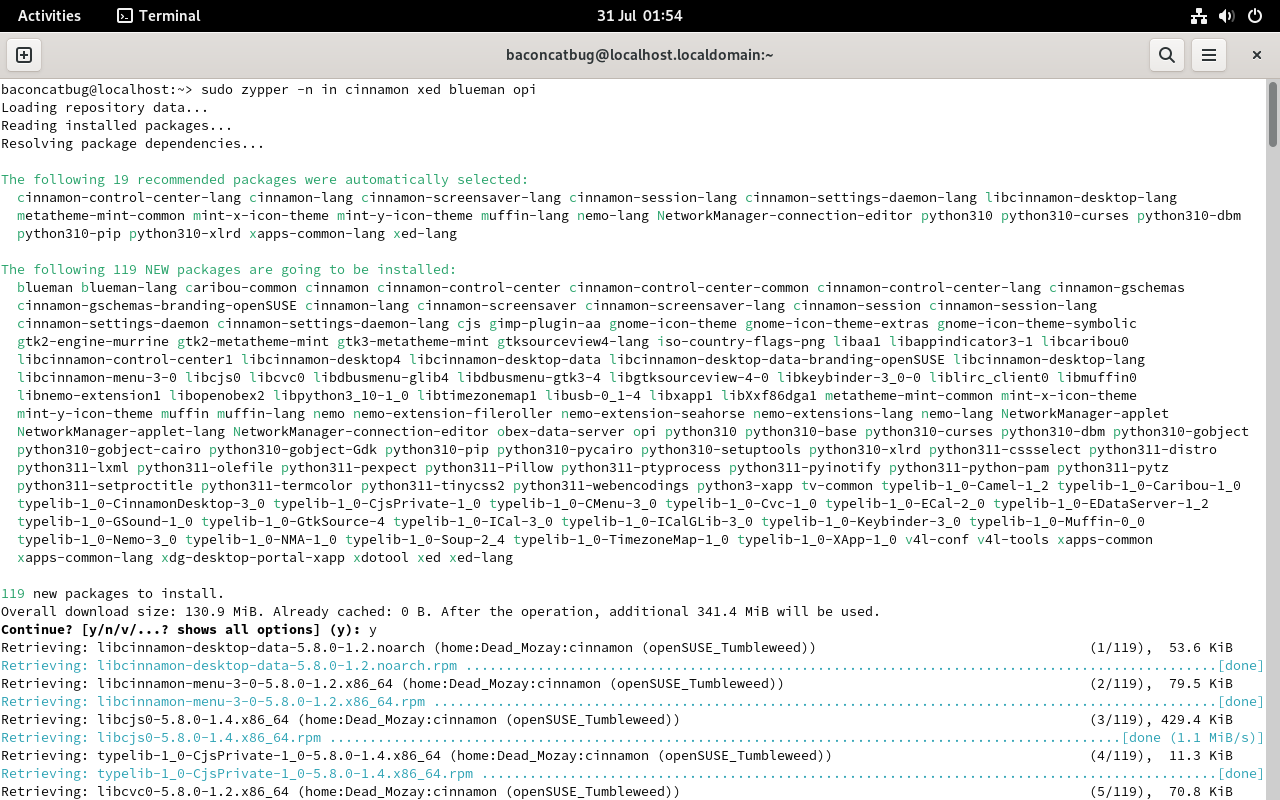 Activities Terminal 31 Jul 01:54
baconcatbug@localhost.localdomain:~
baconcatbug@localhost:~> sudo zypper -n in cinnamon xed blueman opi
Loading repository data...
Reading installed packages...
Resolving package dependencies...
The following 19 recommended packages were automatically selected:
cinnamon-control-center-lang cinnamon-lang cinnamon-screensaver-lang cinnamon-session-lang cinnamon-settings-daemon-lang libcinnamon-desktop-lang
metatheme-mint-common mint-x-icon-theme mint-y-icon-theme muffin-lang nemo-lang NetworkManager-connection-editor python310 python310-curses python310-dbm
python310-pip python310-xlrd xapps-common-lang xed-lang
The following 119 NEW packages are going to be installed:
blueman blueman-lang caribou-common cinnamon cinnamon-control-center cinnamon-control-center-common cinnamon-control-center-lang cinnamon-gschemas
cinnamon-gschemas-branding-openSUSE cinnamon-lang cinnamon-screensaver cinnamon-screensaver-lang cinnamon-session cinnamon-session-lang
cinnamon-settings-daemon cinnamon-settings-daemon-lang cjs gimp-plugin-aa gnome-icon-theme gnome-icon-theme-extras gnome-icon-theme-symbolic
gtk2-engine-murrine gtk2-metatheme-mint gtk3-metatheme-mint gtksourceview4-lang iso-country-flags-png libaa1 libappindicator3-1 libcaribou0
libcinnamon-control-center1 libcinnamon-desktop4 libcinnamon-desktop-data libcinnamon-desktop-data-branding-openSUSE libcinnamon-desktop-lang
libcinnamon-menu-3-0 libcjs0 libcvc0 libdbusmenu-glib4 libdbusmenu-gtk3-4 libgtksourceview-4-0 libkeybinder-3_0-0 liblirc_client0 libmuffin0
libnemo-extension1 libopenobex2 libpython3_10-1_0 libtimezonemap1 libusb-0_1-4 libxapp1 libXxf86dga1 metatheme-mint-common mint-x-icon-theme
mint-y-icon-theme muffin muffin-lang nemo nemo-extension-fileroller nemo-extension-seahorse nemo-extensions-lang nemo-lang NetworkManager-applet
NetworkManager-applet-lang NetworkManager-connection-editor obex-data-server opi python310 python310-base python310-curses python310-dbm python310-gobject
python310-gobject-cairo python310-gobject-Gdk python310-pip python310-pycairo python310-setuptools python310-xlrd python311-cssselect python311-distro
python311-lxml python311-olefile python311-pexpect python311-Pillow python311-ptyprocess python311-pyinotify python311-python-pam python311-pytz
python311-setproctitle python311-termcolor python311-tinycss2 python311-webencodings python3-xapp tv-common typelib-1_0-Camel-1_2 typelib-1_0-Caribou-1_0
typelib-1_0-CinnamonDesktop-3_0 typelib-1_0-CjsPrivate-1_0 typelib-1_0-CMenu-3_0 typelib-1_0-Cvc-1_0 typelib-1_0-ECal-2_0 typelib-1_0-EDataServer-1_2
typelib-1_0-GSound-1_0 typelib-1_0-GtkSource-4 typelib-1_0-ICal-3_0 typelib-1_0-ICalGLib-3_0 typelib-1_0-Keybinder-3_0 typelib-1_0-Muffin-0_0
typelib-1_0-Nemo-3_0 typelib-1_0-NMA-1_0 typelib-1_0-Soup-2_4 typelib-1_0-TimezoneMap-1_0 typelib-1_0-XApp-1_0 v4l-conf v4l-tools xapps-common
xapps-common-lang xdg-desktop-portal-xapp xdotool xed xed-lang
119 new packages to install.
Overall download size: 130.9 MiB. Already cached: 0 B. After the operation, additional 341.4 MiB will be used.
Continue? [y/n/v/...? shows all options] (y): y
Retrieving: libcinnamon-desktop-data-5.8.0-1.2.noarch (home:Dead_Mozay:cinnamon (openSUSE_Tumbleweed)) (1/119), 53.6 KiB
Retrieving: libcinnamon-desktop-data-5.8.0-1.2.noarch.rpm ..............................................................................................[done]
Retrieving: libcinnamon-menu-3-0-5.8.0-1.2.x86_64 (home:Dead_Mozay:cinnamon (openSUSE_Tumbleweed)) (2/119), 79.5 KiB
Retrieving: libcinnamon-menu-3-0-5.8.0-1.2.x86_64.rpm ..................................................................................................[done]
Retrieving: libcjs0-5.8.0-1.4.x86_64 (home:Dead_Mozay:cinnamon (openSUSE_Tumbleweed)) (3/119), 429.4 KiB
Retrieving: libcjs0-5.8.0-1.4.x86_64.rpm ...................................................................................................[done (1.1 MiB/s)]
Retrieving: typelib-1_0-CjsPrivate-1_0-5.8.0-1.4.x86_64 (home:Dead_Mozay:cinnamon (openSUSE_Tumbleweed)) (4/119), 11.3 KiB
Retrieving: typelib-1_0-CjsPrivate-1_0-5.8.0-1.4.x86_64.rpm ............................................................................................[done]
Retrieving: libcvc0-5.8.0-1.2.x86_64 (home:Dead_Mozay:cinnamon (openSUSE_Tumbleweed)) (5/119), 70.8 KiB